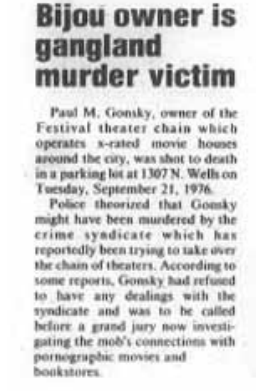 Bijou owner is
gangland
murder victim
Paul M. Gonsky, owner of the
Festival theater chain which
operates x-rated movie houses
around the city, was shot to death
in a parking lot at 1307 N. Wells on
Tuesday, September 21, 1976.
Police theorized that Gonsky
might have been murdered by the
crime syndicate which has
reportedly been trying to take over
the chain of theaters. According to
some reports, Gonsky had refused
to have any dealings with the
syndicate and was to be called
before a grand jury now investi-
gating the mob's connections with
pornographic movies and
bookstores.